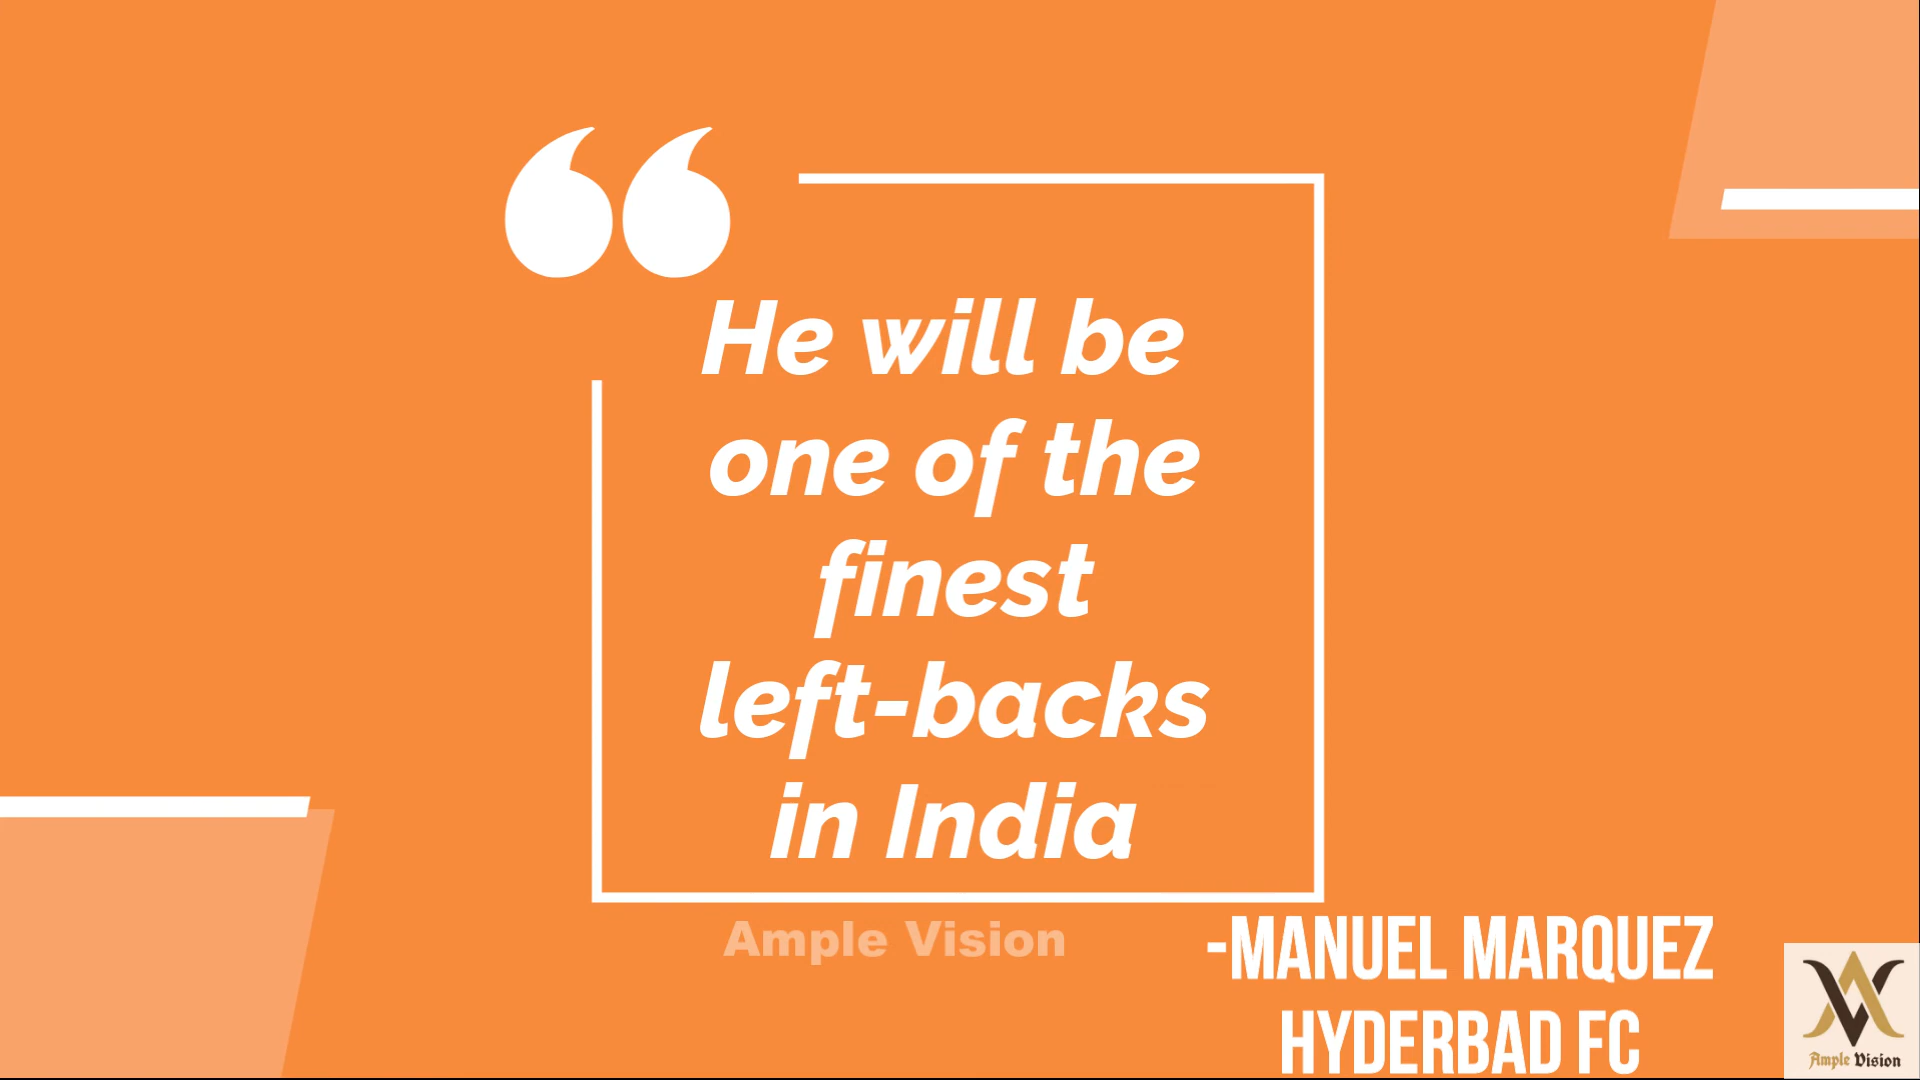 He will be
one of the
finest
left-backs
in India
Ample Vision
-MANUEL MARQUEZ
HYDERBAD FC
Ample Vision